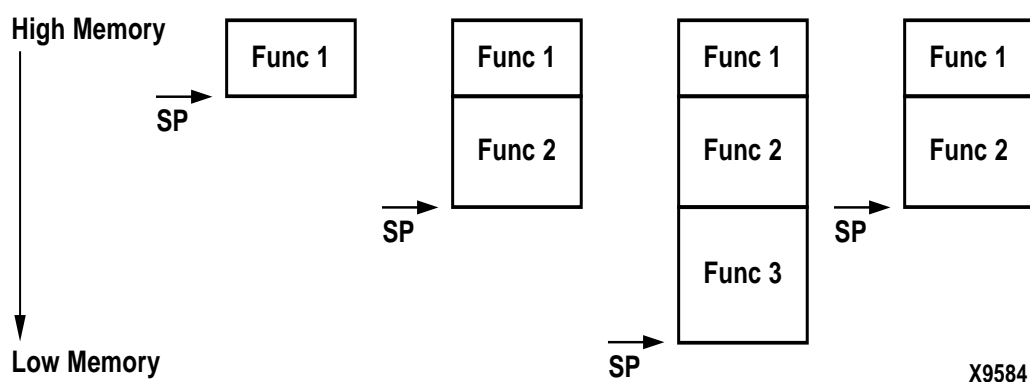 High Memory
Func 1
Func 1
Func 1
Func 1
SP
Func 2
Func 2
Func 2
SP
SP
Func 3
Low Memory
SP
X9584